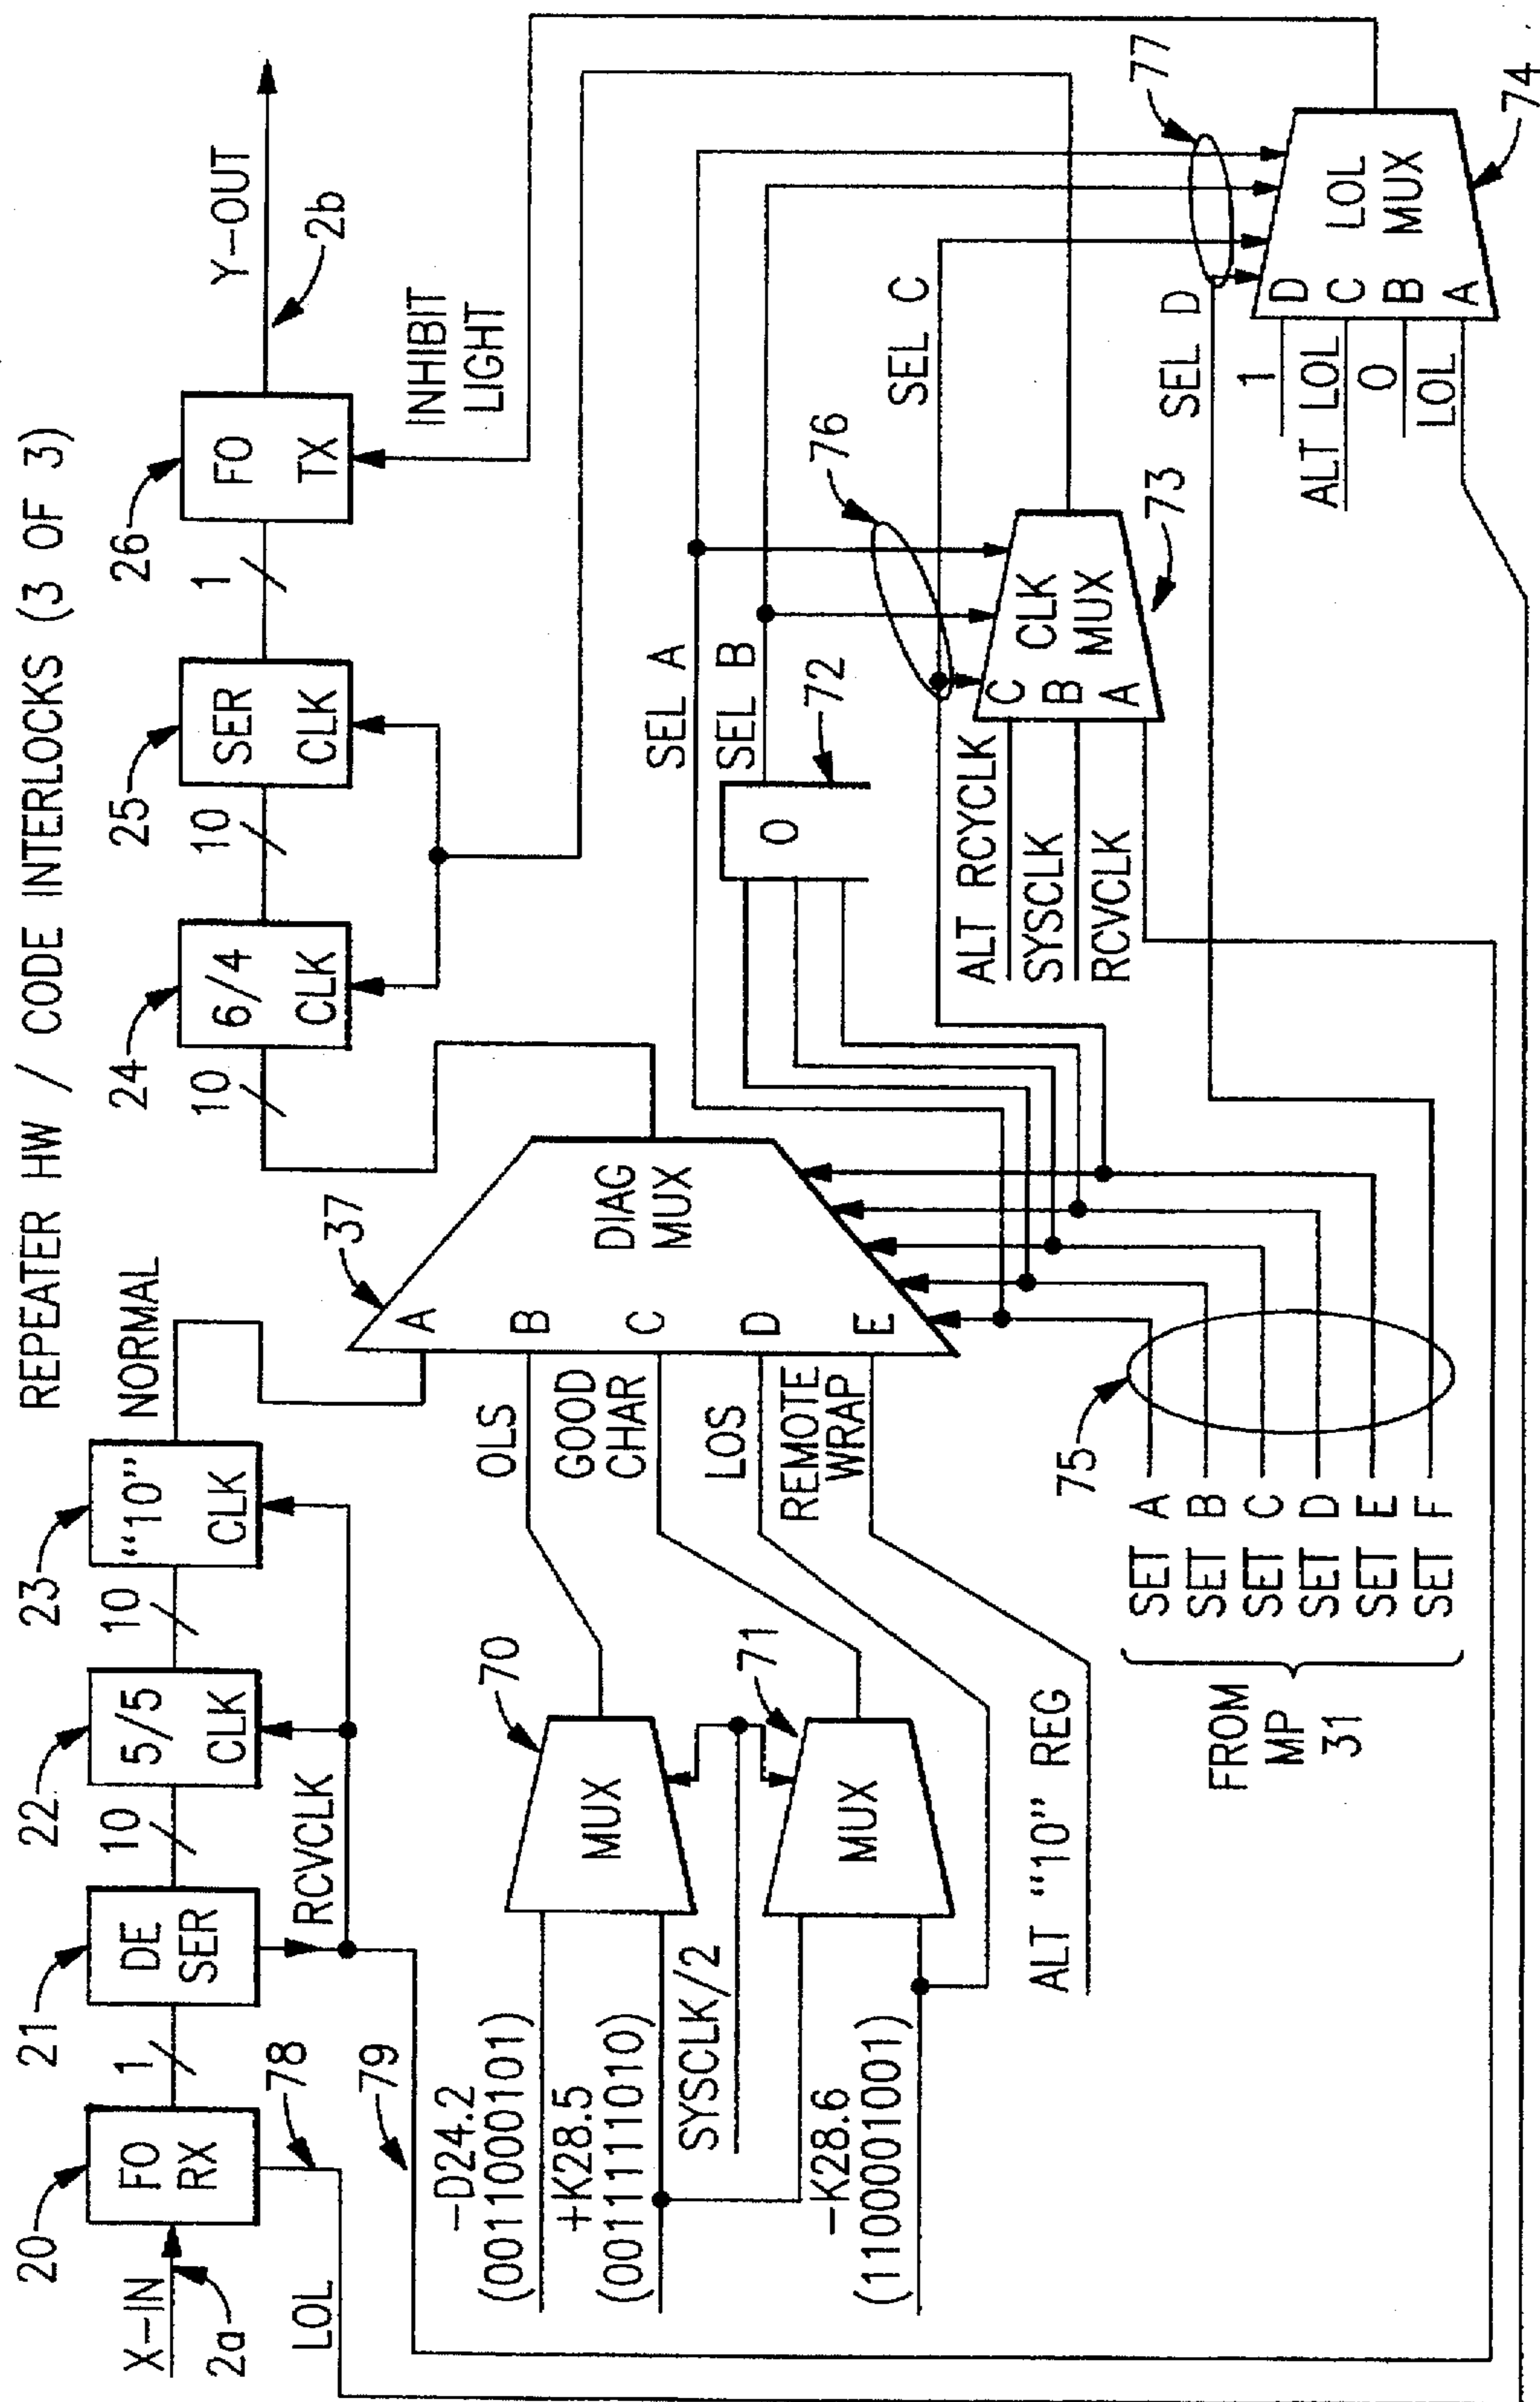 REPEATER HW / CODE INTERLOCKS (3 OF 3)
20
21
22
23
24
25
26
X-IN
2a
FO
RX
1
DE
SER
10
5/5
CLK
10
"10"
CLK
NORMAL
10
6/4
CLK
10
SER
CLK
1
FO
TX
Y-OUT
2b
LOL
78
79
RCVCLK
37
INHIBIT
LIGHT
-D24.2
(0011000101)
+K28.5
(0011111010)
SYSCLK/2
-K28.6
(1100001001)
70
MUX
71
MUX
OLS
GOOD
CHAR
LOS
REMOTE
WRAP
ALT "10" REG
A
B
C
D
E
DIAG
MUX
SEL A
SEL B
0
72
76
SEL C
77
ALT RCYCLK
SYSCLK
RCVCLK
C
B
A
CLK
MUX
73
SEL D
1
ALT LOL
0
LOL
D
C
B
A
LOL
MUX
74
75
FROM
MP
31
SET A
SET B
SET C
SET D
SET E
SET F